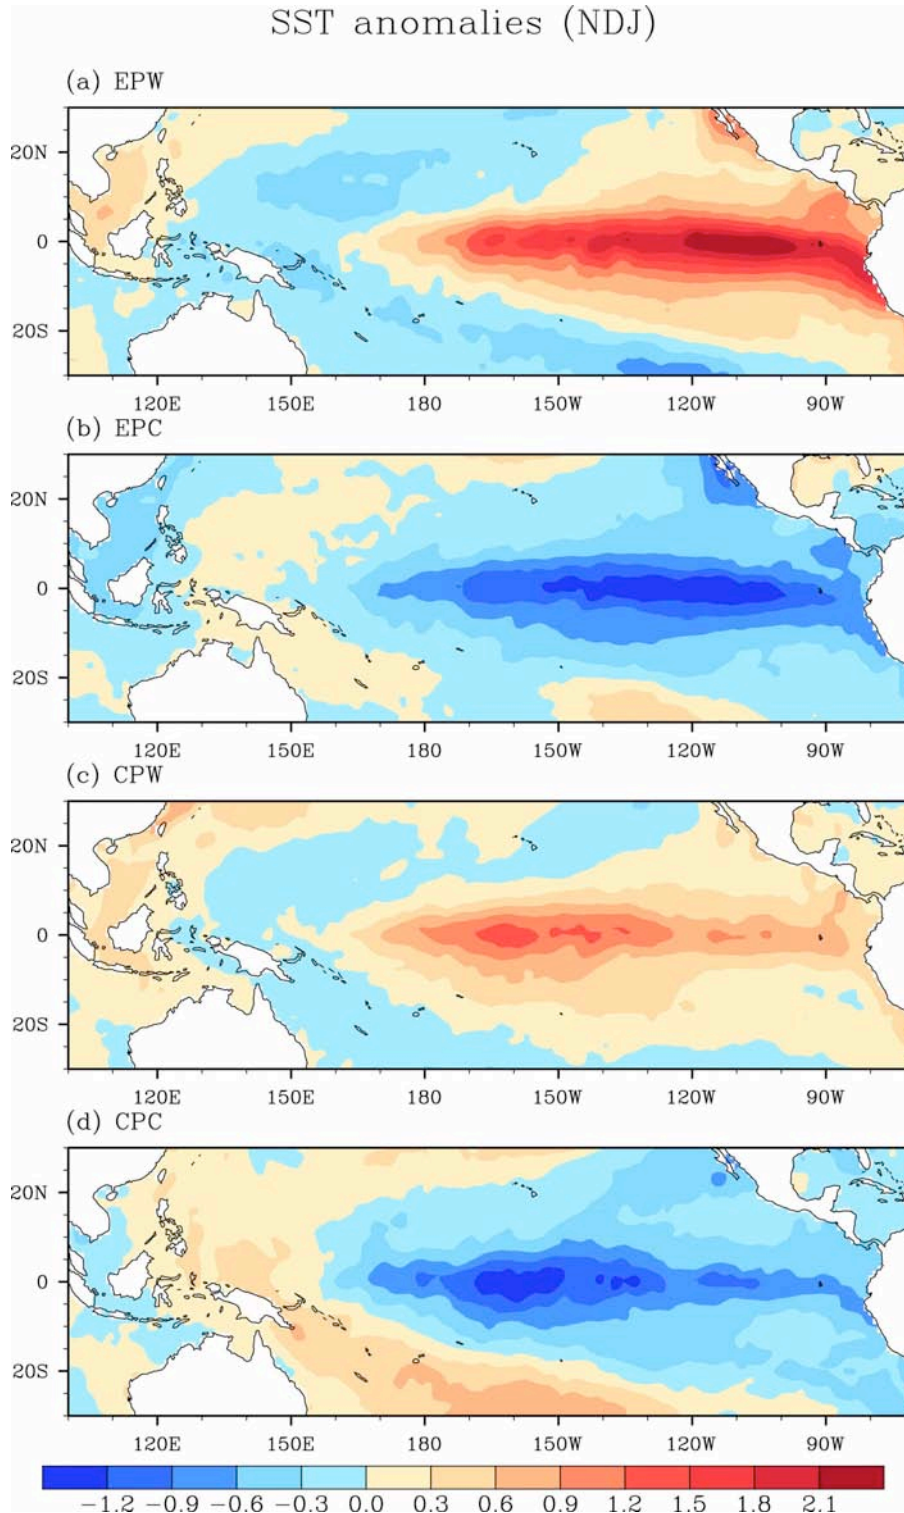 SST anomalies (NDJ)
(a) EPW
20N
0
20S
120E 150E 180 150W 120W 90W
(b) EPC
20N
0
20S
120E 150E 180 150W 120W 90W
(c) CPW
20N
0
20S
120E 150E 180 150W 120W 90W
(d) CPC
20N
0
20S
120E 150E 180 150W 120W 90W
−1.2 −0.9 −0.6 −0.3 0.0 0.3 0.6 0.9 1.2 1.5 1.8 2.1